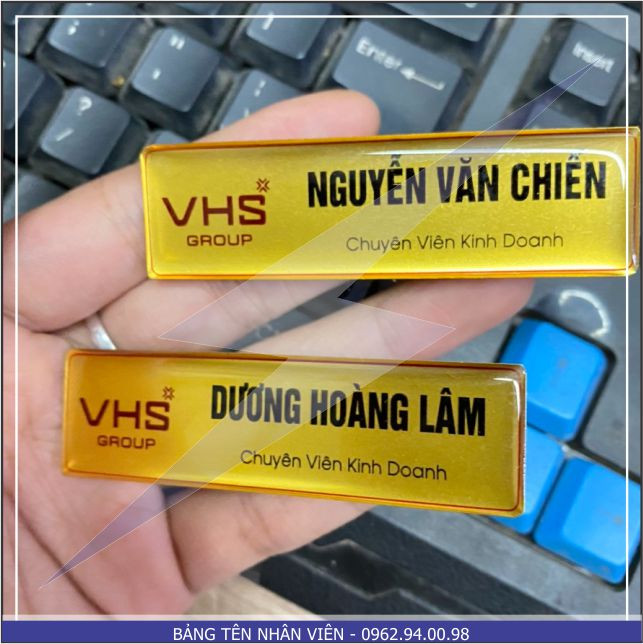 Enter
Insert
VHS
GROUP
NGUYỄN VĂN CHIẾN
Chuyên Viên Kinh Doanh
VHS
GROUP
DƯƠNG HOÀNG LÂM
Chuyên Viên Kinh Doanh
BẢNG TÊN NHÂN VIÊN - 0962.94.00.98